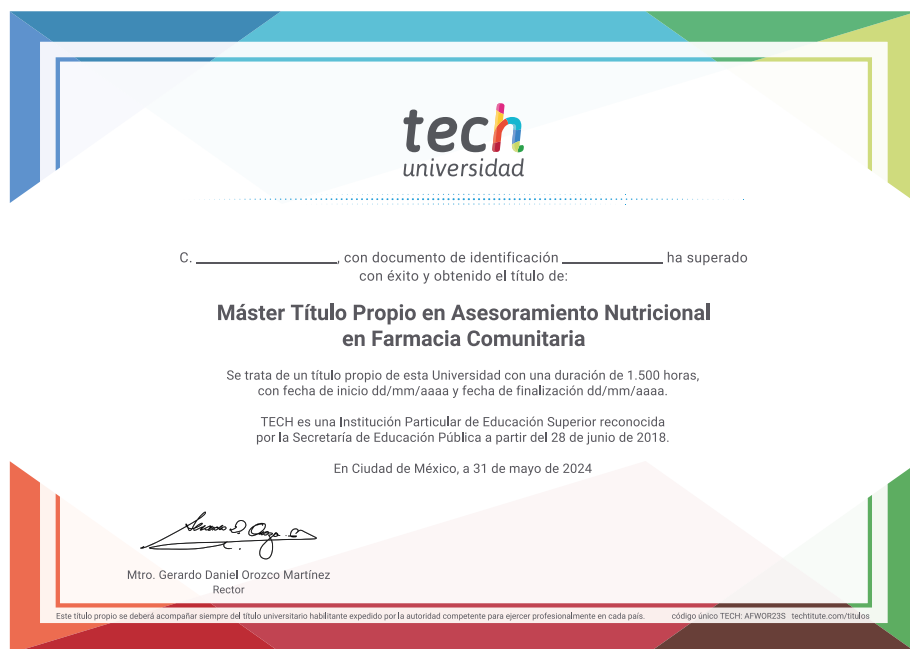 tech
universidad
C. ____________, con documento de identificación ____________ ha superado
con éxito y obtenido el título de:
Máster Título Propio en Asesoramiento Nutricional
en Farmacia Comunitaria
Se trata de un título propio de esta Universidad con una duración de 1.500 horas,
con fecha de inicio dd/mm/aaaa y fecha de finalización dd/mm/aaaa.
TECH es una Institución Particular de Educación Superior reconocida
por la Secretaría de Educación Pública a partir del 28 de junio de 2018.
En Ciudad de México, a 31 de mayo de 2024
Mtro. Gerardo Daniel Orozco Martínez
Rector
Este título propio se deberá acompañar siempre del título universitario habilitante expedido por la autoridad competente para ejercer profesionalmente en cada país. código único TECH: AFWOR23S techtitute.com/titulos